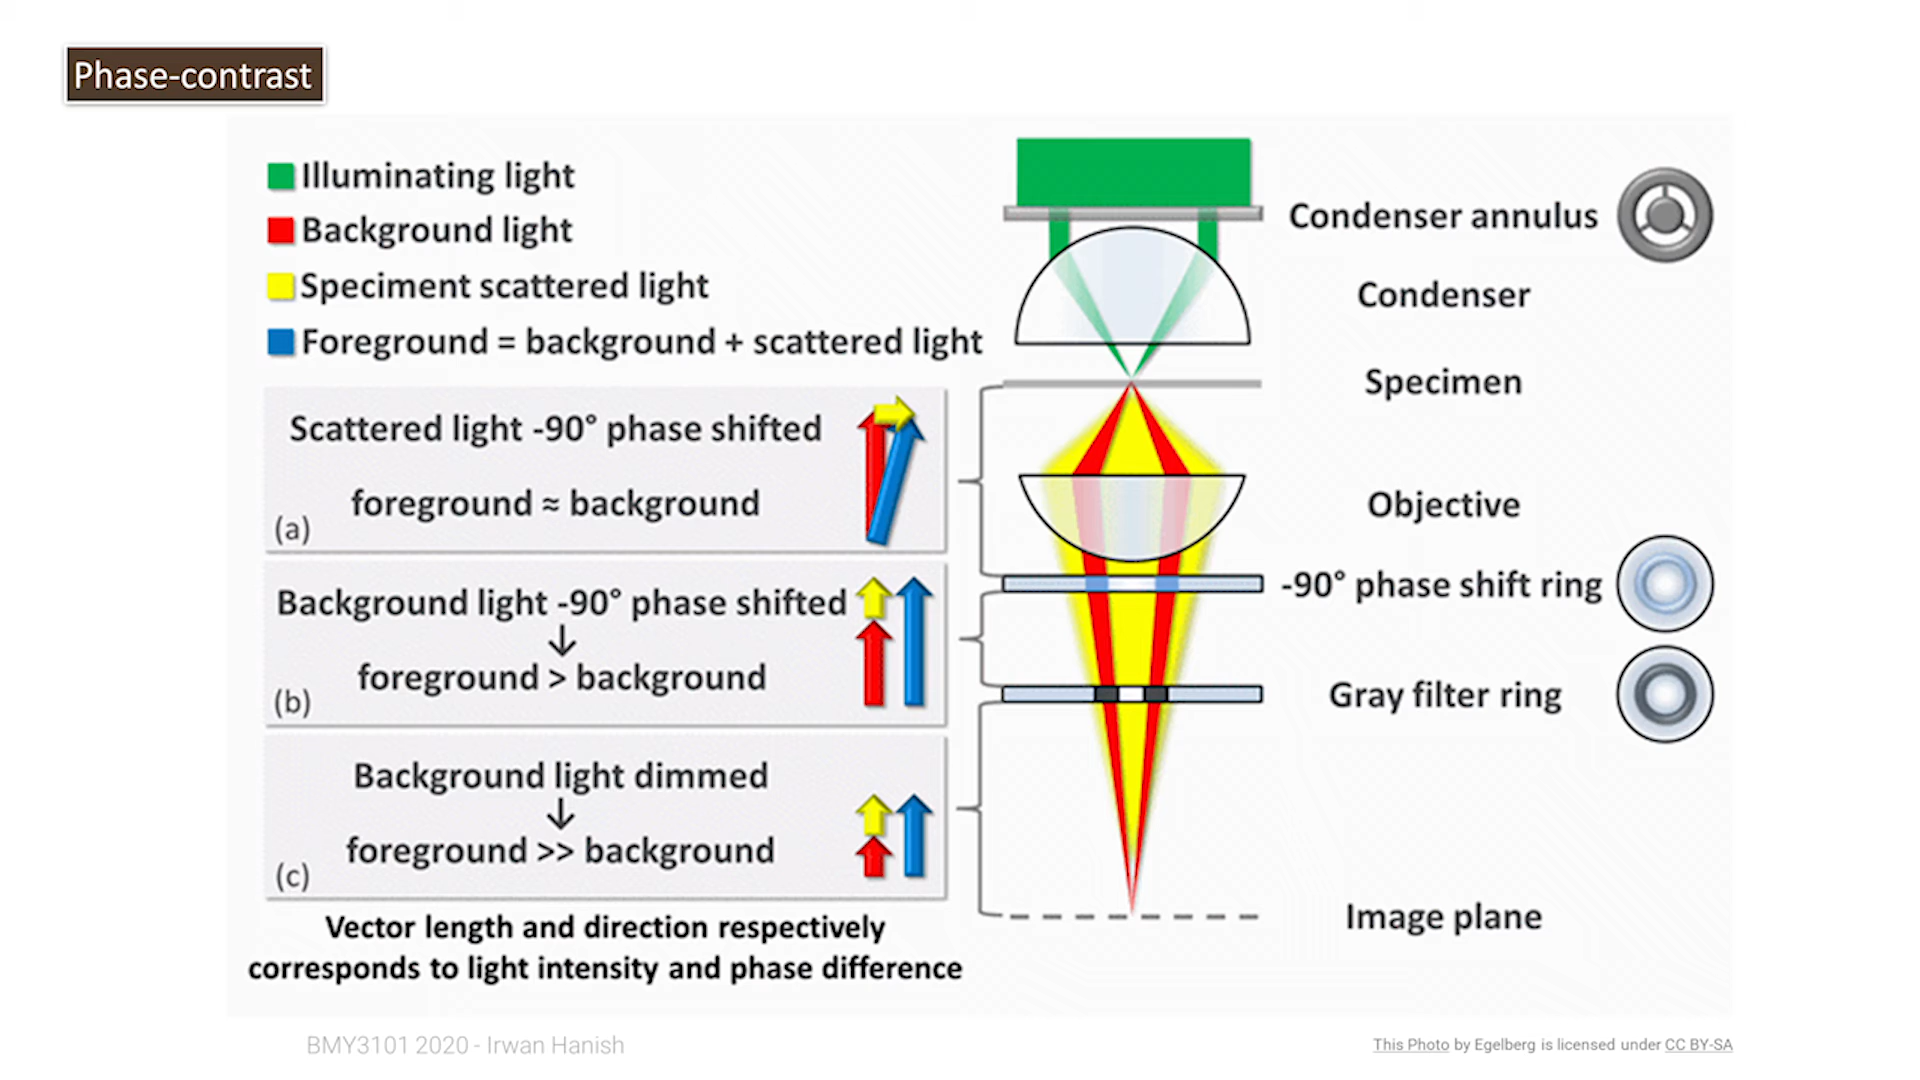 Phase-contrast
Illuminating light
Background light
Speciment scattered light
Foreground = background + scattered light
Scattered light -90° phase shifted
foreground ≈ background
(a)
Background light -90° phase shifted
↓
foreground > background
(b)
Background light dimmed
↓
foreground >> background
(c)
Vector length and direction respectively
corresponds to light intensity and phase difference
Condenser annulus
Condenser
Specimen
Objective
-90° phase shift ring
Gray filter ring
Image plane
BMY3101 2020 - Irwan Hanish
This Photo by Egelberg is licensed under CC BY-SA